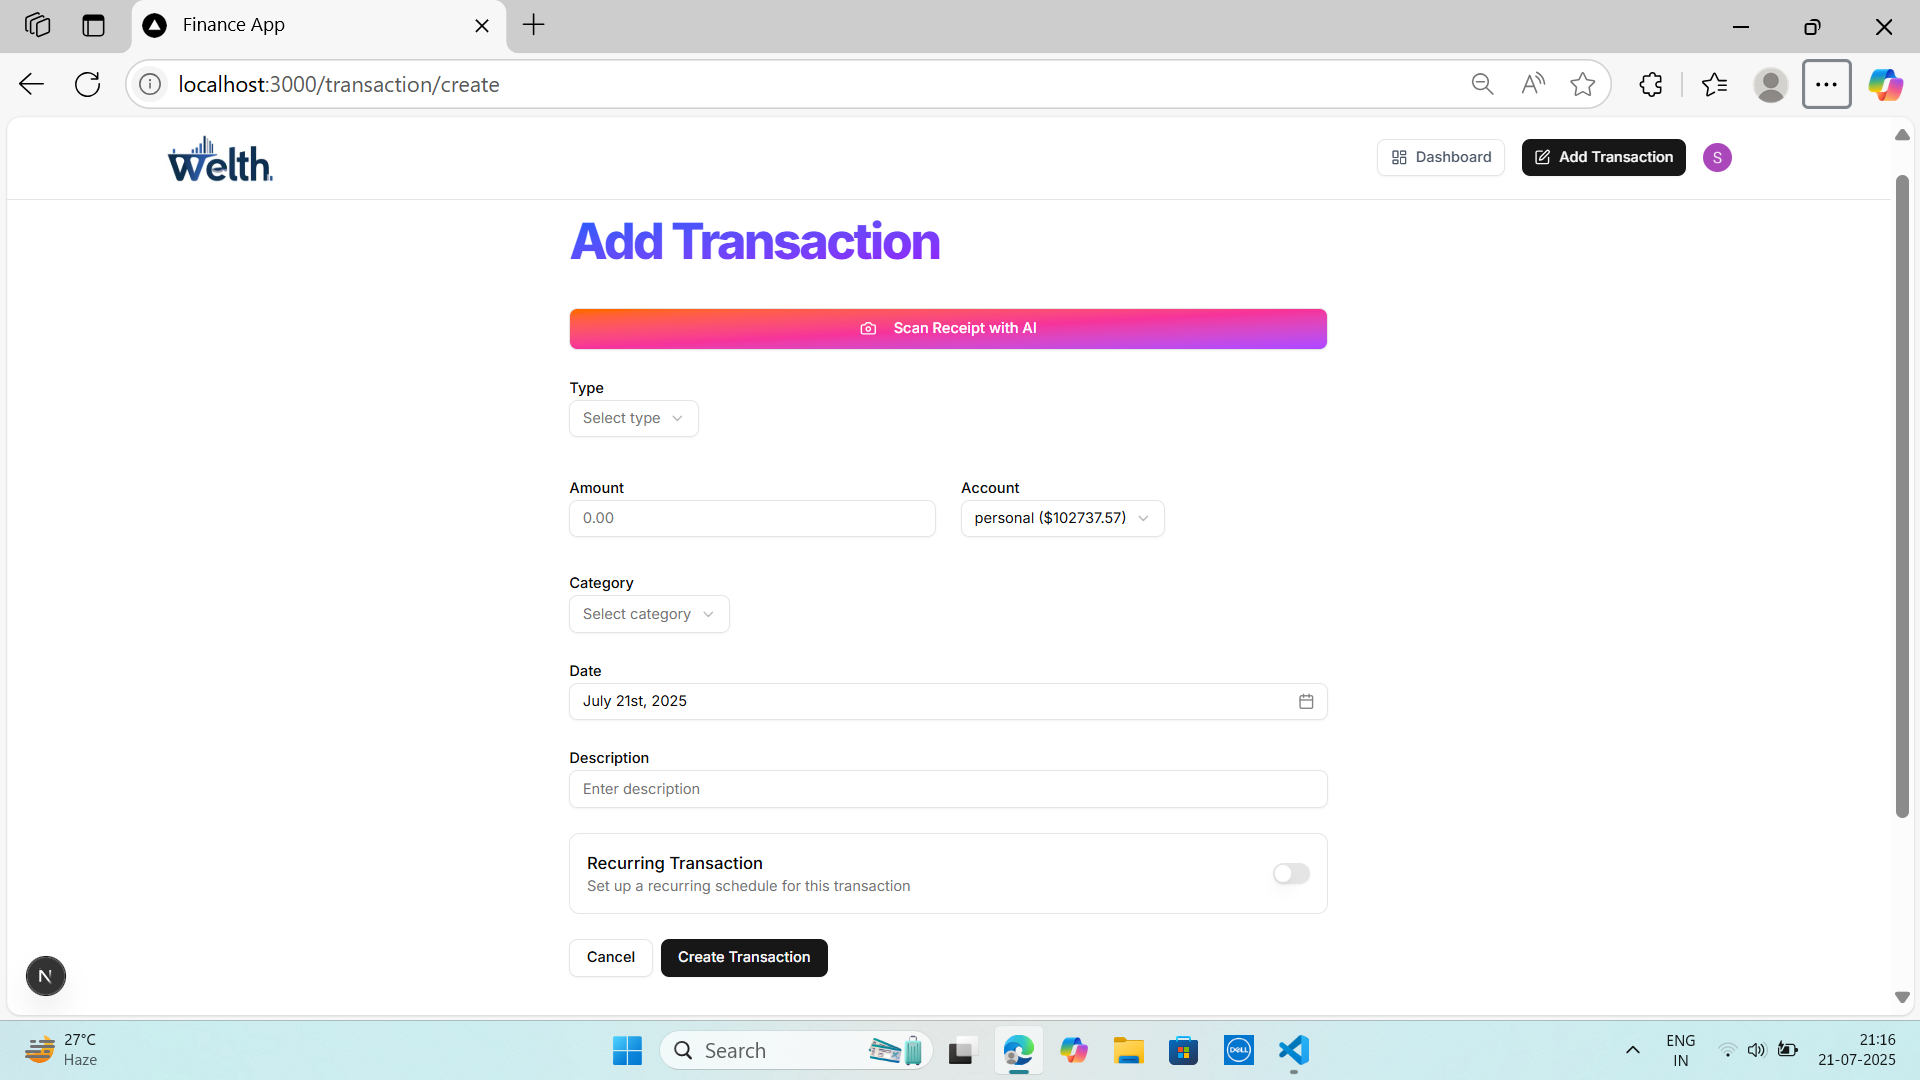 Finance App
localhost:3000/transaction/create
Welth.
Dashboard
Add Transaction
S
Add Transaction
Scan Receipt with AI
Type
Select type
Amount
Account
0.00
personal ($102737.57)
Category
Select category
Date
July 21st, 2025
Description
Enter description
Recurring Transaction
Set up a recurring schedule for this transaction
Cancel
Create Transaction
N
27°C
Haze
Search
DELL
ENG
IN
21:16
21-07-2025